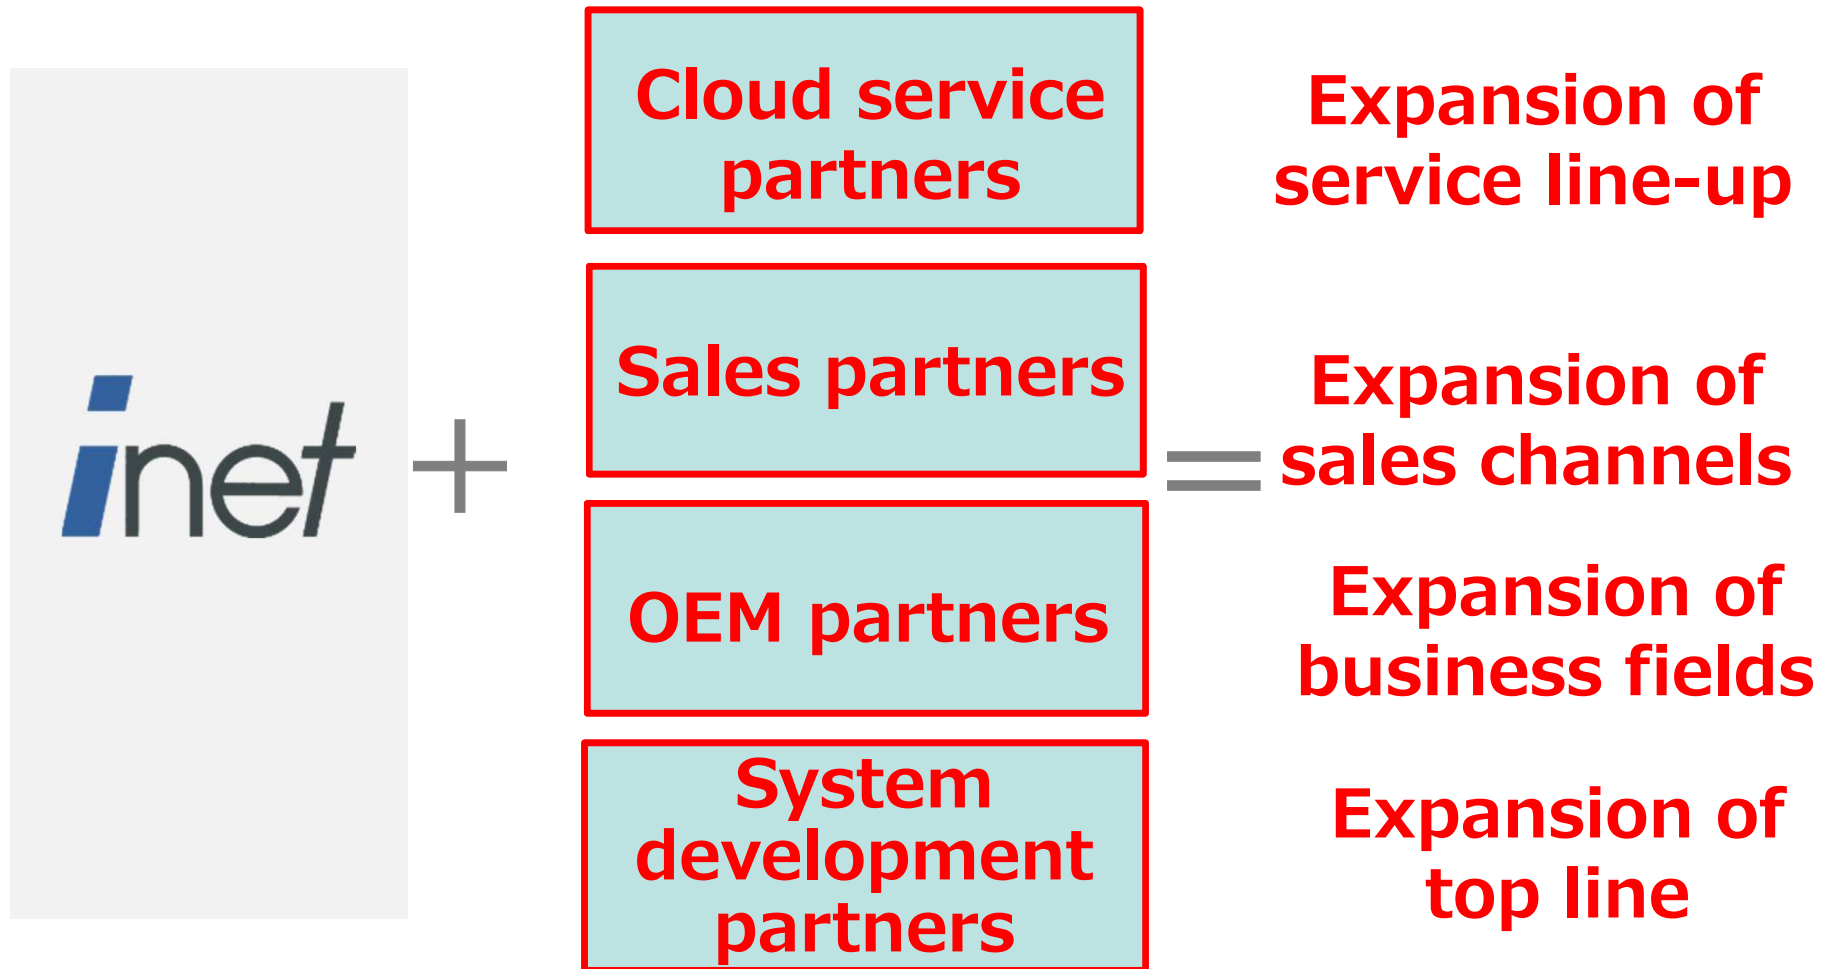 inet
+
Cloud service
partners
Sales partners
OEM partners
System
development
partners
=
Expansion of
service line-up
Expansion of
sales channels
Expansion of
business fields
Expansion of
top line